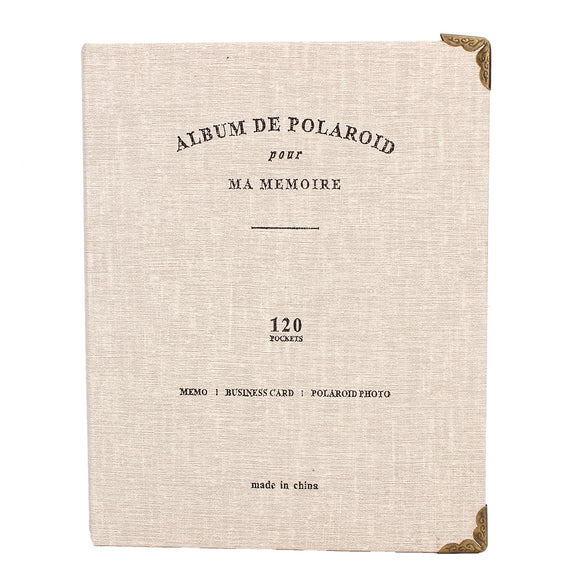 ALBUM DE POLAROID
pour
MA MEMOIRE
120
POCKETS
MEMO | BUSINESS CARD | POLAROID PHOTO
made in china